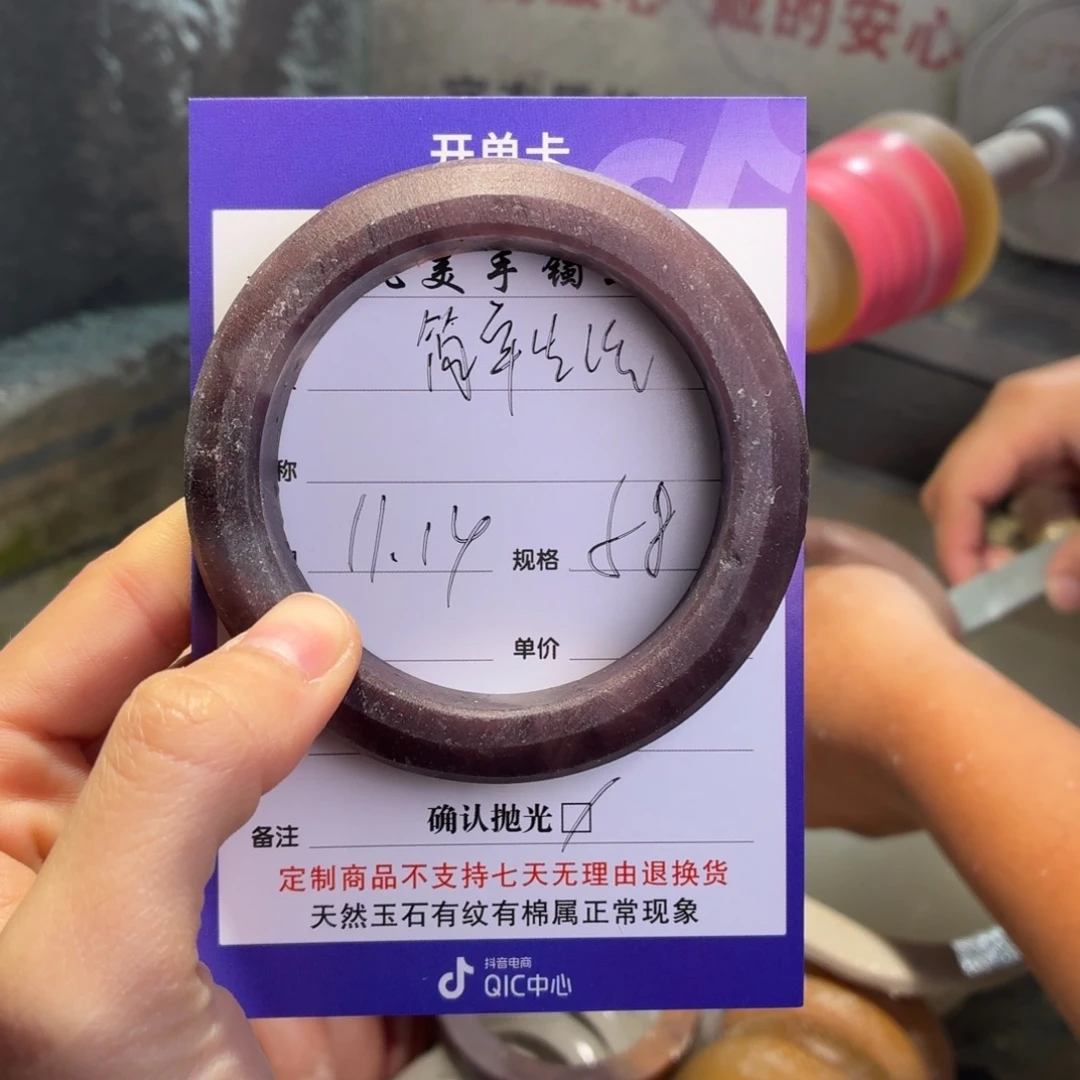 戴的安心
开单卡
美手镯
简单生活
称
11.14 规格 58
单价
确认抛光
备注
定制商品不支持七天无理由退换货
天然玉石有纹有棉属正常现象
抖音电商
QIC中心